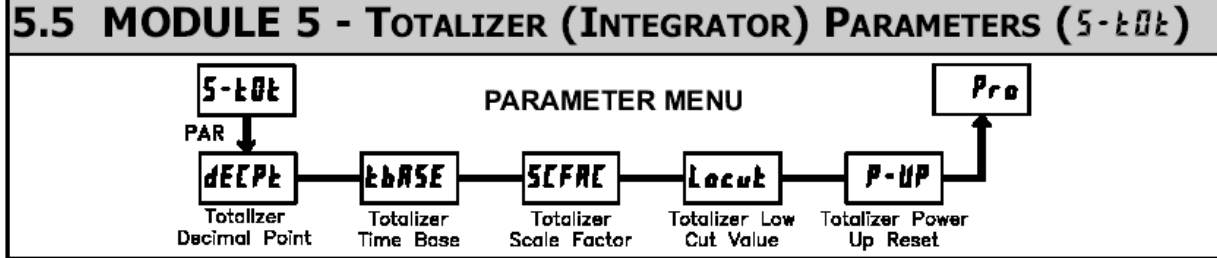 5.5 MODULE 5 - TOTALIZER (INTEGRATOR) PARAMETERS (5-tOt)
5-tOt
PARAMETER MENU
Pro
PAR
dECPt
tbASE
SCFAC
Locut
P-UP
Totalizer Decimal Point
Totalizer Time Base
Totalizer Scale Factor
Totalizer Low Cut Value
Totalizer Power Up Reset